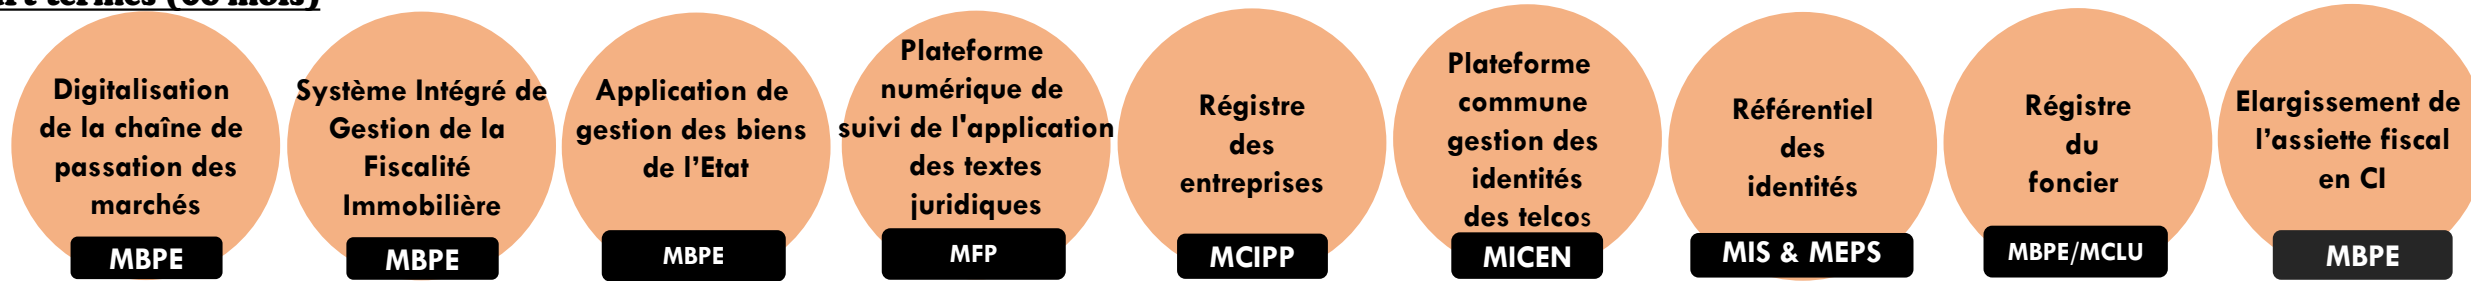 termes (06 mois)
Digitalisation
de la chaîne de
passation des
marchés
MBPE
Système Intégré de
Gestion de la
Fiscalité
Immobilière
MBPE
Application de
gestion des biens
de l’Etat
MBPE
Plateforme
numérique de
suivi de l'application
des textes
juridiques
MFP
Régistre
des
entreprises
MCIPP
Plateforme
commune
gestion des
identités
des telcos
MICEN
Référentiel
des
identités
MIS & MEPS
Régistre
du
foncier
MBPE/MCLU
Elargissement de
l’assiette fiscal
en CI
MBPE